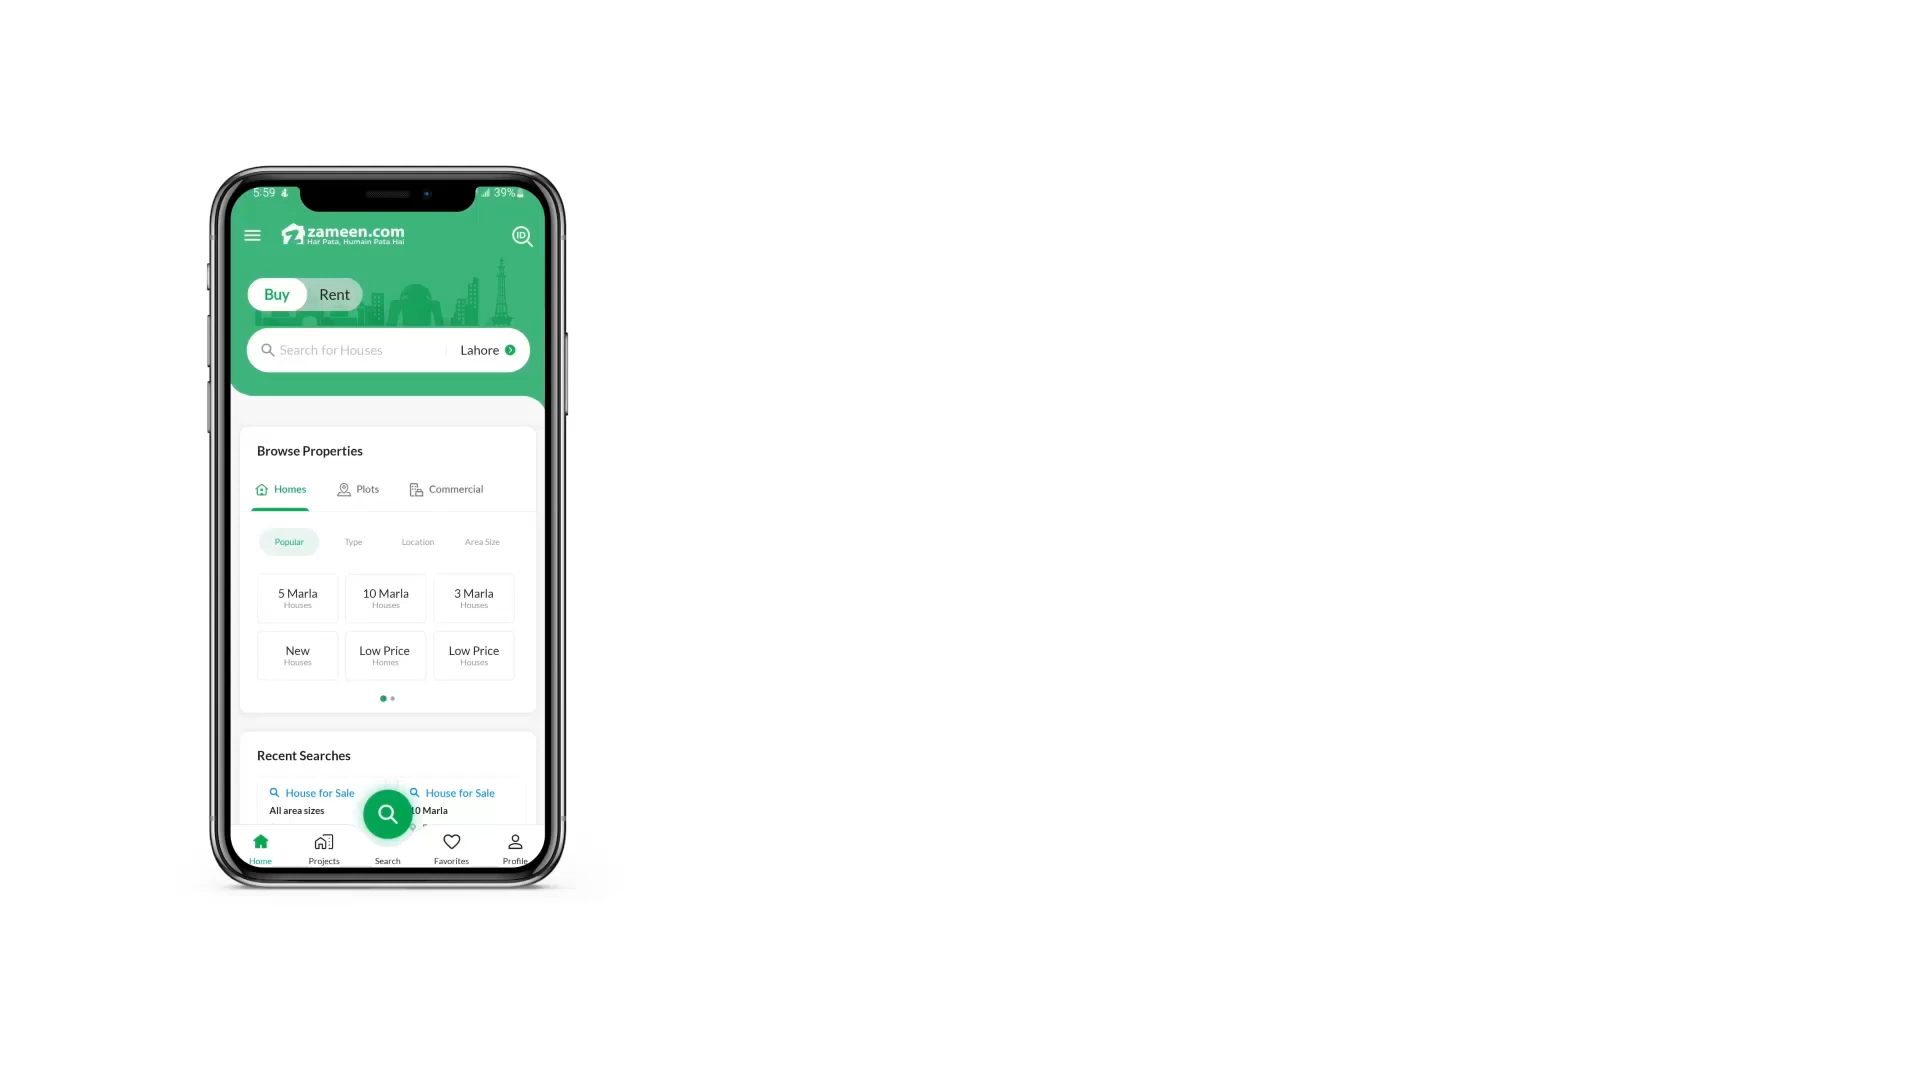 5:59
39%
zameen.com
Har Pata, Humain Pata Hai
ID
Buy Rent
Search for Houses Lahore
Browse Properties
Homes Plots Commercial
Popular Type Location Area Size
5 Marla 10 Marla 3 Marla
Houses Houses Houses
New Low Price Low Price
Houses Homes Houses
Recent Searches
House for Sale House for Sale
All area sizes 10 Marla
Home Projects Search Favorites Profile